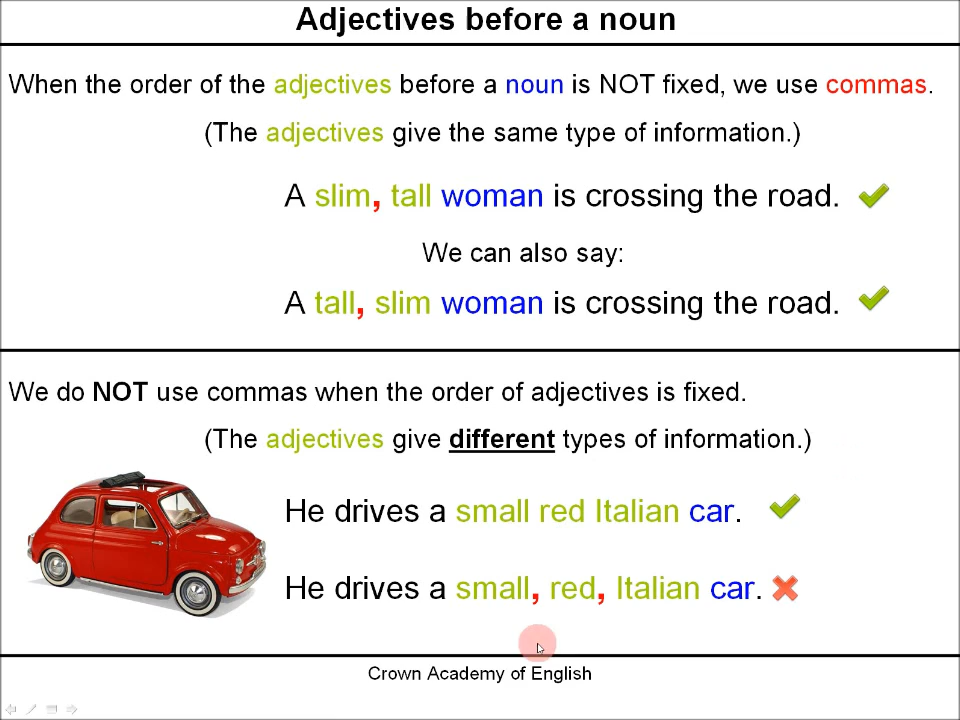 Adjectives before a noun
When the order of the adjectives before a noun is NOT fixed, we use commas.
(The adjectives give the same type of information.)
A slim, tall woman is crossing the road.
We can also say:
A tall, slim woman is crossing the road.
We do NOT use commas when the order of adjectives is fixed.
(The adjectives give different types of information.)
He drives a small red Italian car.
He drives a small, red, Italian car.
Crown Academy of English